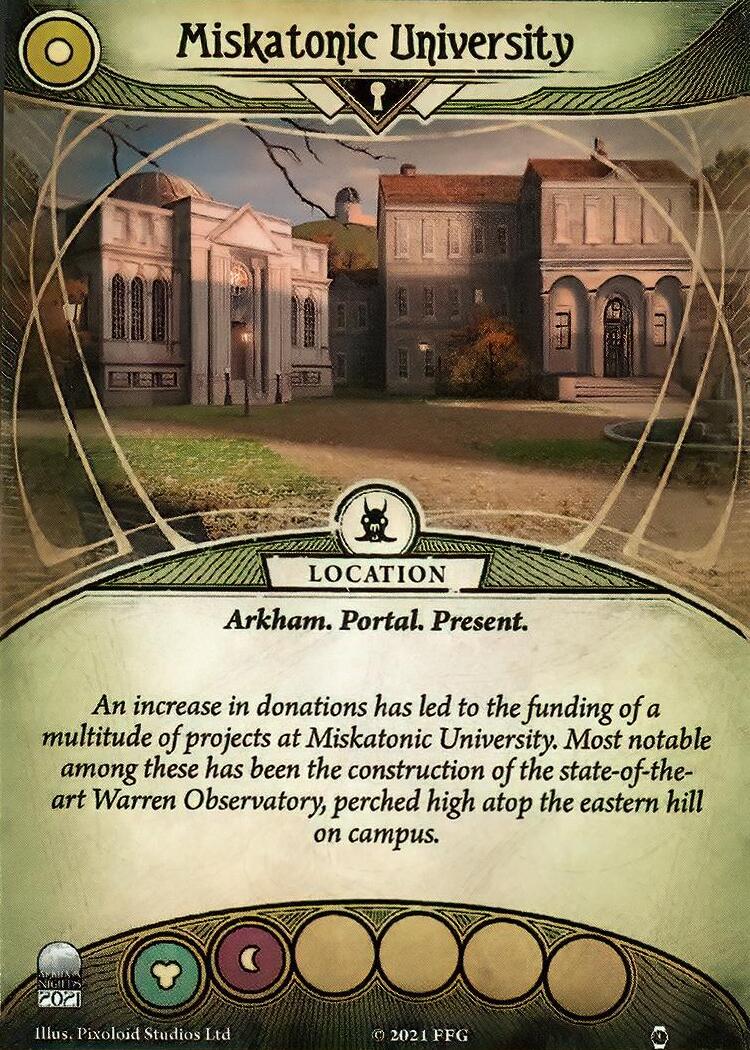 Miskatonic University
LOCATION
Arkham. Portal. Present.
An increase in donations has led to the funding of a
multitude of projects at Miskatonic University. Most notable
among these has been the construction of the state-of-the-
art Warren Observatory, perched high atop the eastern hill
on campus.
ARKHAM
NIGHTS
2021
Illus. Pixoloid Studios Ltd
© 2021 FFG